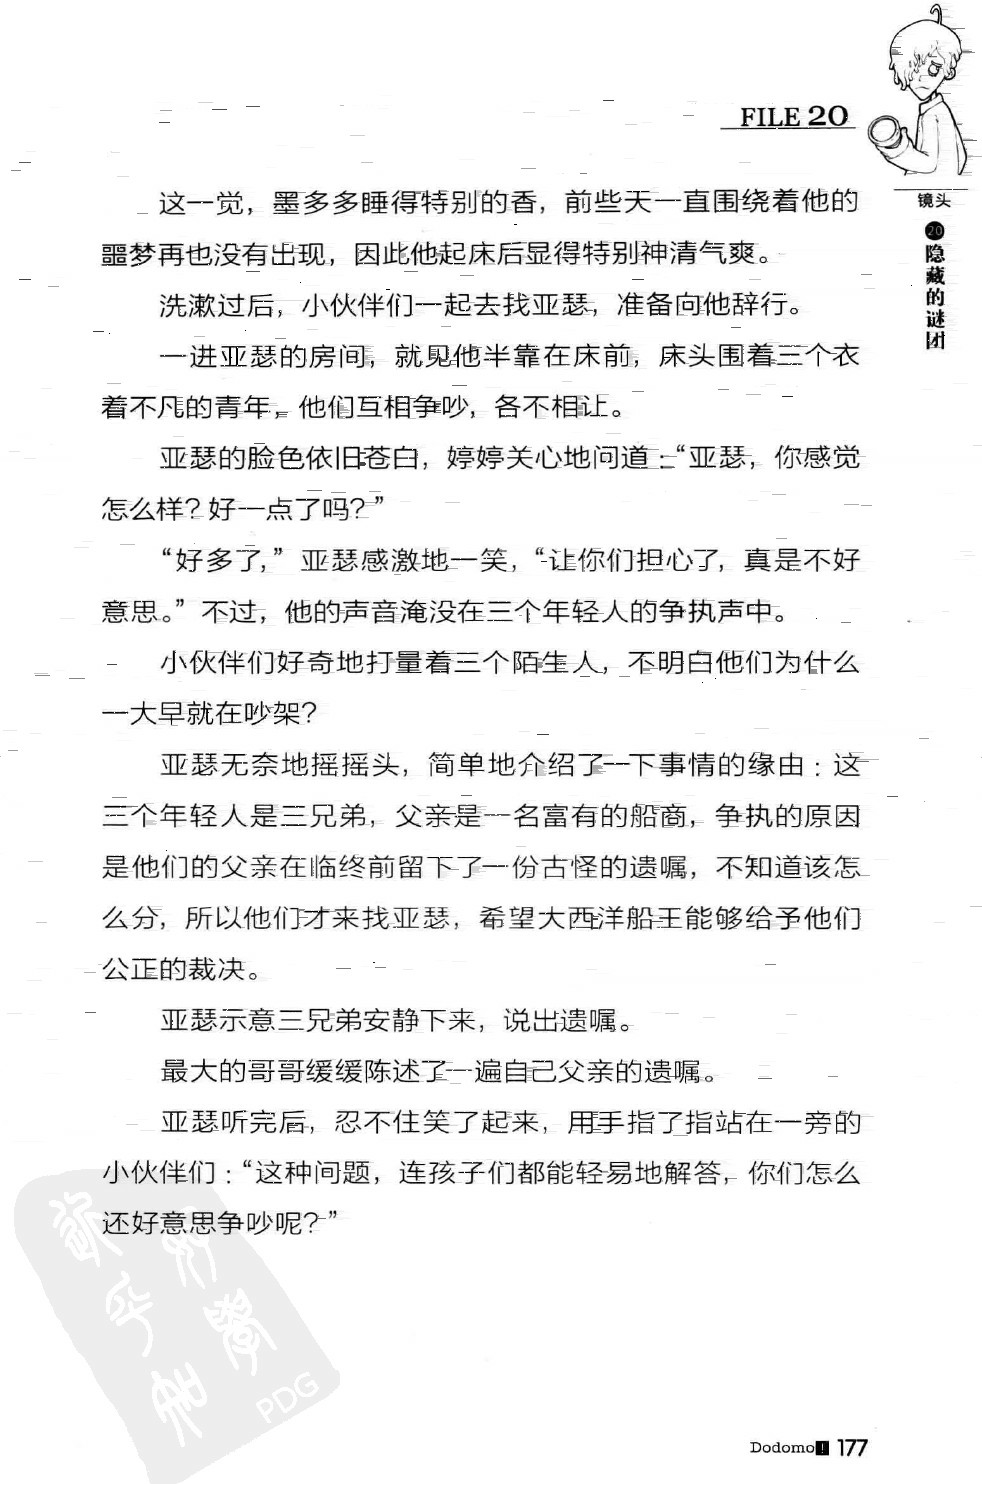 FILE 20
镜头
20
隐藏的谜团
这一觉，墨多多睡得特别的香，前些天一直围绕着他的
噩梦再也没有出现，因此他起床后显得特别神清气爽。
洗漱过后，小伙伴们一起去找亚瑟，准备向他辞行。
一进亚瑟的房间，就见他半靠在床前，床头围着三个衣
着不凡的青年，他们互相争吵，各不相让。
亚瑟的脸色依旧苍白，婷婷关心地问道：“亚瑟，你感觉
怎么样？好一点了吗？”
“好多了，”亚瑟感激地一笑，“让你们担心了，真是不好
意思。”不过，他的声音淹没在三个年轻人的争执声中。
小伙伴们好奇地打量着三个陌生人，不明白他们为什么
一大早就在吵架？
亚瑟无奈地摇摇头，简单地介绍了一下事情的缘由：这
三个年轻人是三兄弟，父亲是一名富有的船商，争执的原因
是他们的父亲在临终前留下了一份古怪的遗嘱，不知道该怎
么分，所以他们才来找亚瑟，希望大西洋船王能够给予他们
公正的裁决。
亚瑟示意三兄弟安静下来，说出遗嘱。
最大的哥哥缓缓陈述了一遍自己父亲的遗嘱。
亚瑟听完后，忍不住笑了起来，用手指了指站在一旁的
小伙伴们：“这种问题，连孩子们都能轻易地解答，你们怎么
还好意思争吵呢？”
PDG
Dodomo! 177